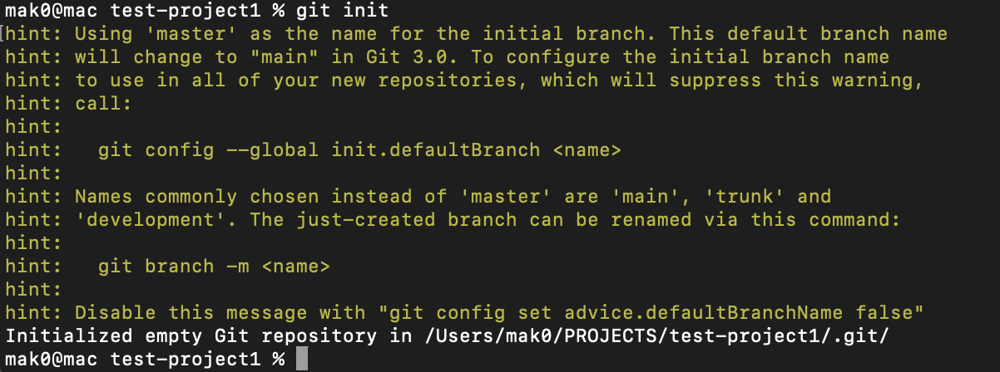 mak0@mac test-project1 % git init
hint: Using 'master' as the name for the initial branch. This default branch name
hint: will change to "main" in Git 3.0. To configure the initial branch name
hint: to use in all of your new repositories, which will suppress this warning,
hint: call:
hint:
hint:   git config --global init.defaultBranch <name>
hint:
hint: Names commonly chosen instead of 'master' are 'main', 'trunk' and
hint: 'development'. The just-created branch can be renamed via this command:
hint:
hint:   git branch -m <name>
hint:
hint: Disable this message with "git config set advice.defaultBranchName false"
Initialized empty Git repository in /Users/mak0/PROJECTS/test-project1/.git/
mak0@mac test-project1 %